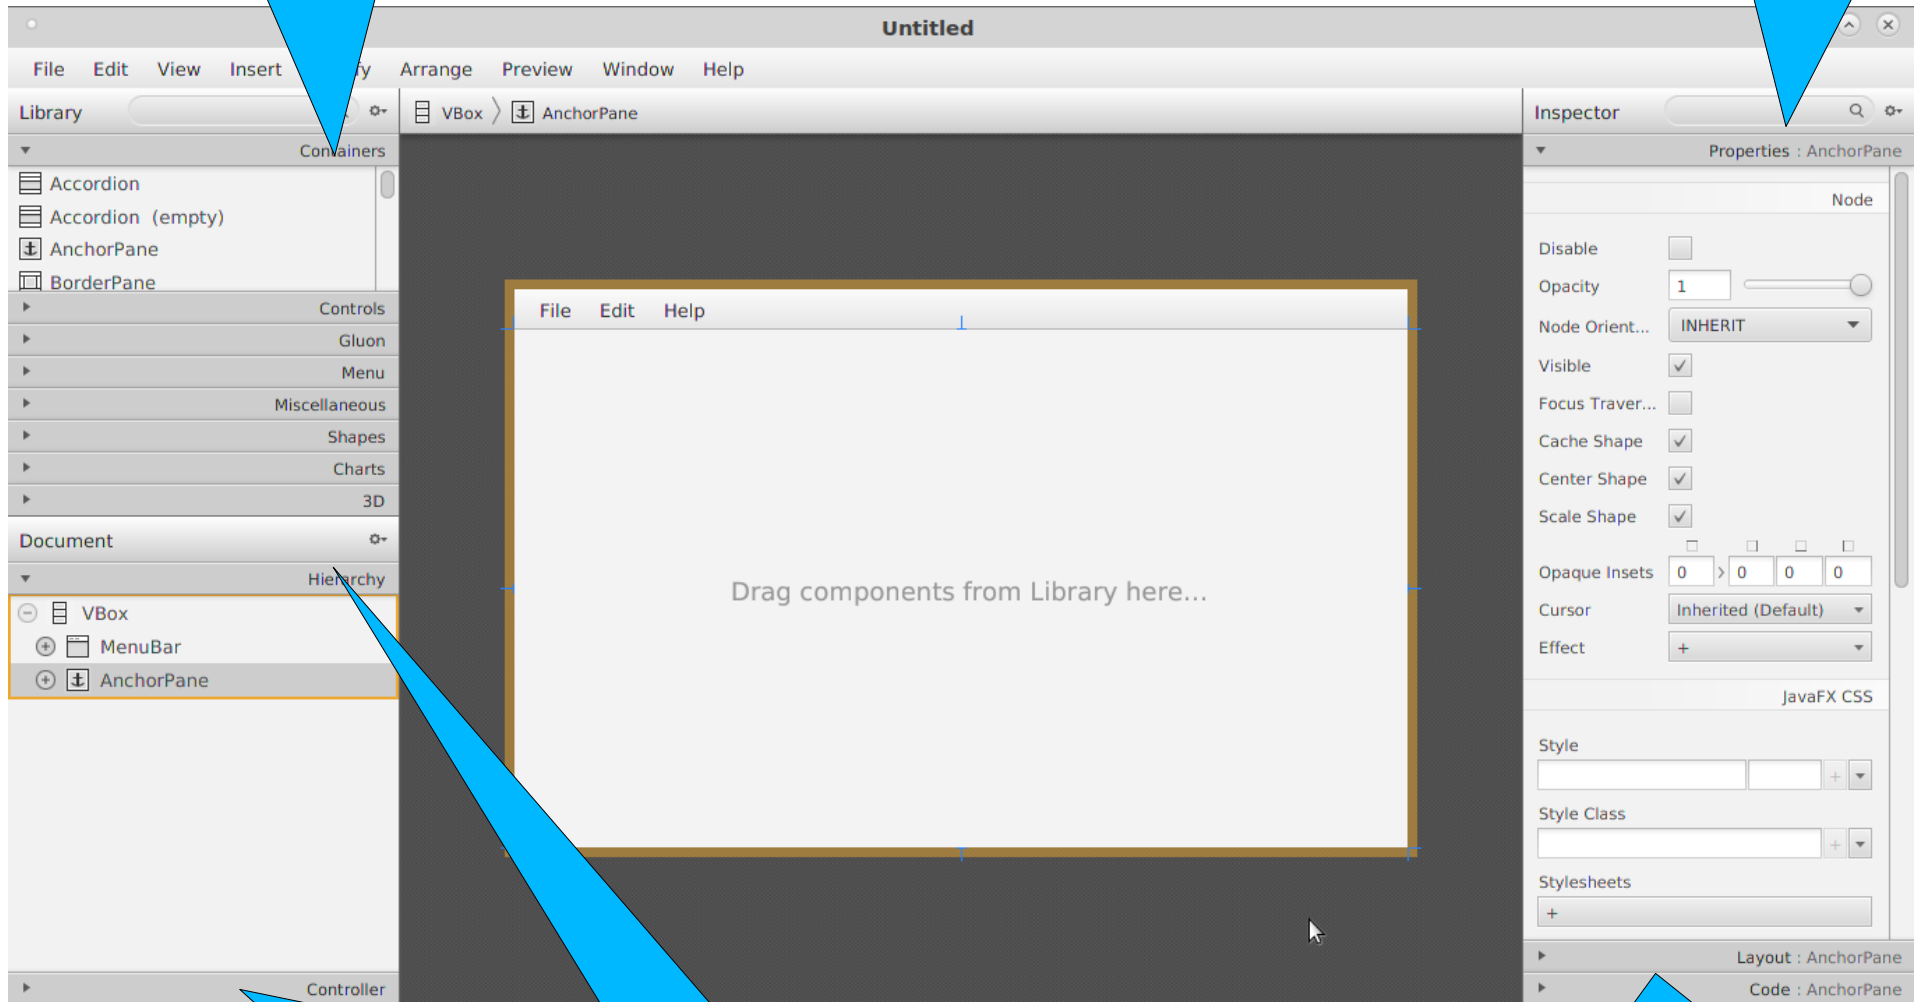 Untitled
File Edit View Insert fy Arrange Preview Window Help
Library
VBox AnchorPane
Inspector
Containers
Accordion
Accordion (empty)
AnchorPane
BorderPane
Controls
Gluon
Menu
Miscellaneous
Shapes
Charts
3D
Document
Hierarchy
VBox
MenuBar
AnchorPane
Controller
File Edit Help
Drag components from Library here...
Properties : AnchorPane
Node
Disable
Opacity 1
Node Orient... INHERIT
Visible
Focus Traver...
Cache Shape
Center Shape
Scale Shape
Opaque Insets 0 > 0 0 0
Cursor Inherited (Default)
Effect +
JavaFX CSS
Style
+
Style Class
+
Stylesheets
+
Layout : AnchorPane
Code : AnchorPane